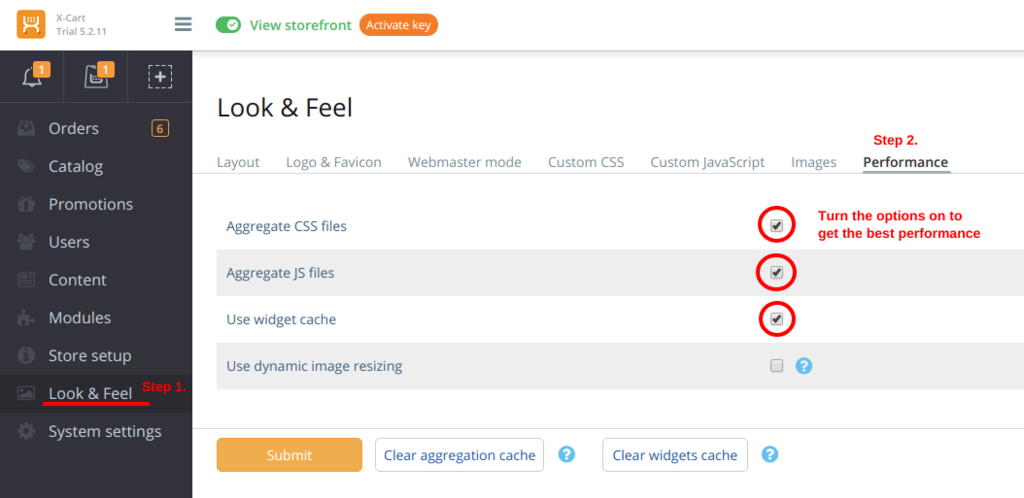 X-Cart
Trial 5.2.11
View storefront
Activate key
1
1
Orders
6
Catalog
Promotions
Users
Content
Modules
Store setup
Look & Feel
Step 1.
System settings
Look & Feel
Step 2.
Layout Logo & Favicon Webmaster mode Custom CSS Custom JavaScript Images Performance
Aggregate CSS files
Turn the options on to
get the best performance
Aggregate JS files
Use widget cache
Use dynamic image resizing
?
Submit
Clear aggregation cache
?
Clear widgets cache
?